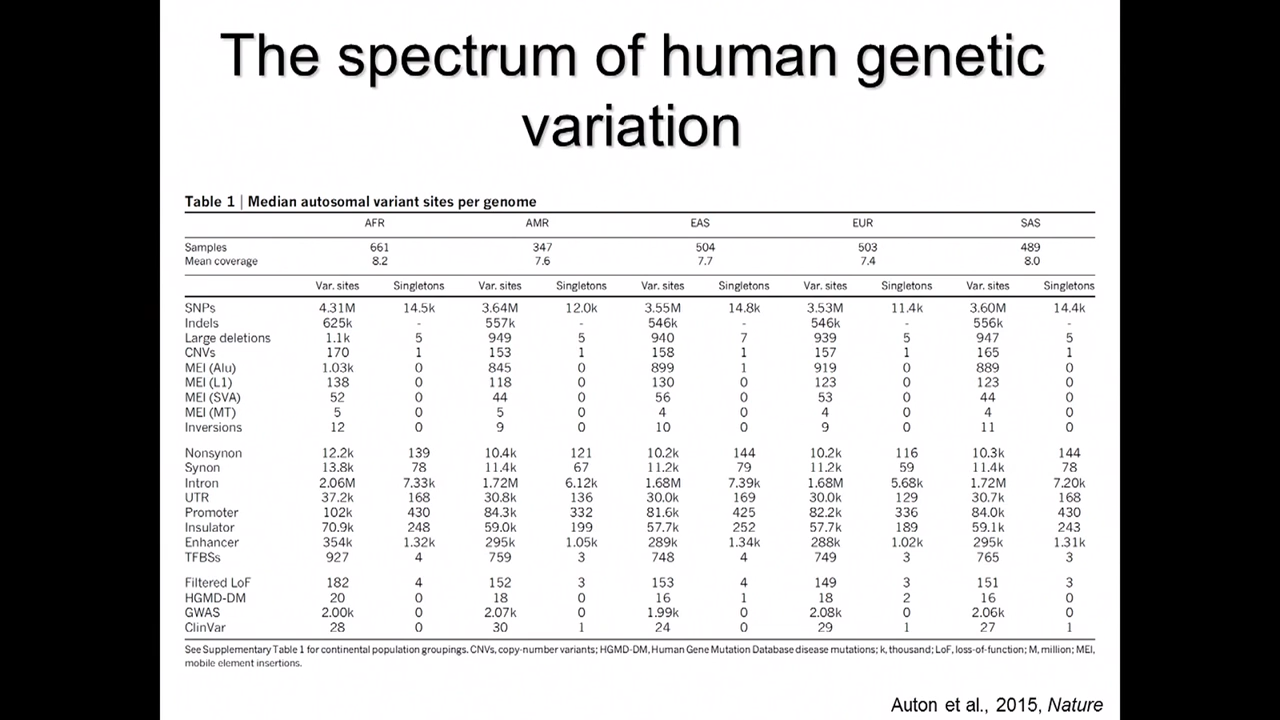 The spectrum of human genetic
variation
Table 1 | Median autosomal variant sites per genome
AFR AMR EAS EUR SAS
Samples 661 347 504 503 489
Mean coverage 8.2 7.6 7.7 7.4 8.0
Var. sites Singletons Var. sites Singletons Var. sites Singletons Var. sites Singletons Var. sites Singletons
SNPs 4.31M 14.5k 3.64M 12.0k 3.55M 14.8k 3.53M 11.4k 3.60M 14.4k
Indels 625k - 557k - 546k - 546k - 556k -
Large deletions 1.1k 5 949 5 940 7 939 5 947 5
CNVs 170 1 153 1 158 1 157 1 165 1
MEI (Alu) 1.03k 0 845 0 899 1 919 0 889 0
MEI (L1) 138 0 118 0 130 0 123 0 123 0
MEI (SVA) 52 0 44 0 56 0 53 0 44 0
MEI (MT) 5 0 5 0 4 0 4 0 4 0
Inversions 12 0 9 0 10 0 9 0 11 0
Nonsynon 12.2k 139 10.4k 121 10.2k 144 10.2k 116 10.3k 144
Synon 13.8k 78 11.4k 67 11.2k 79 11.2k 59 11.4k 78
Intron 2.06M 7.33k 1.72M 6.12k 1.68M 7.39k 1.68M 5.68k 1.72M 7.20k
UTR 37.2k 168 30.8k 136 30.0k 169 30.0k 129 30.7k 168
Promoter 102k 430 84.3k 332 81.6k 425 82.2k 336 84.0k 430
Insulator 70.9k 248 59.0k 199 57.7k 252 57.7k 189 59.1k 243
Enhancer 354k 1.32k 295k 1.05k 289k 1.34k 288k 1.02k 295k 1.31k
TFBSs 927 4 759 3 748 4 749 3 765 3
Filtered LoF 182 4 152 3 153 4 149 3 151 3
HGMD-DM 20 0 18 0 16 1 18 2 16 0
GWAS 2.00k 0 2.07k 0 1.99k 0 2.08k 0 2.06k 0
ClinVar 28 0 30 1 24 0 29 1 27 1
See Supplementary Table 1 for continental population groupings. CNVs, copy-number variants; HGMD-DM, Human Gene Mutation Database disease mutations; k, thousand; LoF, loss-of-function; M, million; MEI,
mobile element insertions.
Auton et al., 2015, Nature